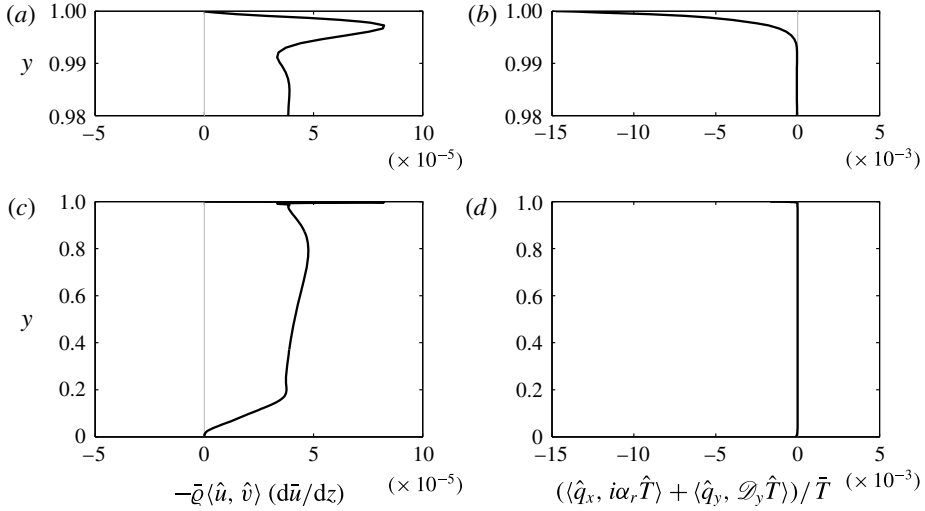 (a) 1.00 (b) 1.00
y 0.99 0.99
0.98 0.98
−5 0 5 10 −15 −10 −5 0 5
(× 10⁻⁵) (× 10⁻³)
(c) 1.0 (d) 1.0
0.8 0.8
y 0.6 0.6
0.4 0.4
0.2 0.2
0 0
−5 0 5 10 −15 −10 −5 0 5
−ϱ̄⟨û, v̂⟩ (dū/dz) (× 10⁻⁵) (⟨q̂ₓ, iαᵣT̂⟩ + ⟨q̂_y, 𝒟_yT̂⟩)/T̄ (× 10⁻³)